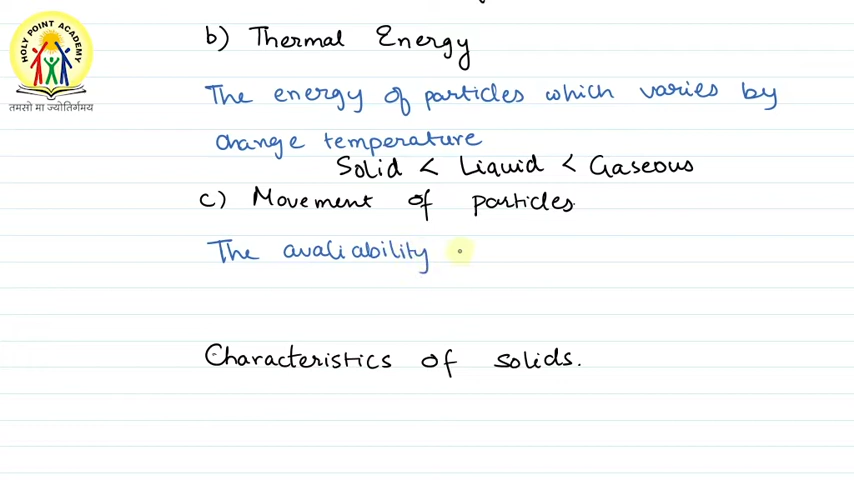 HOLY POINT ACADEMY
तमसो मा ज्योतिर्गमय
b) Thermal Energy
The energy of particles which varies by
change temperature
Solid < Liquid < Gaseous
c) Movement of particles.
The avaliability
Characteristics of solids.